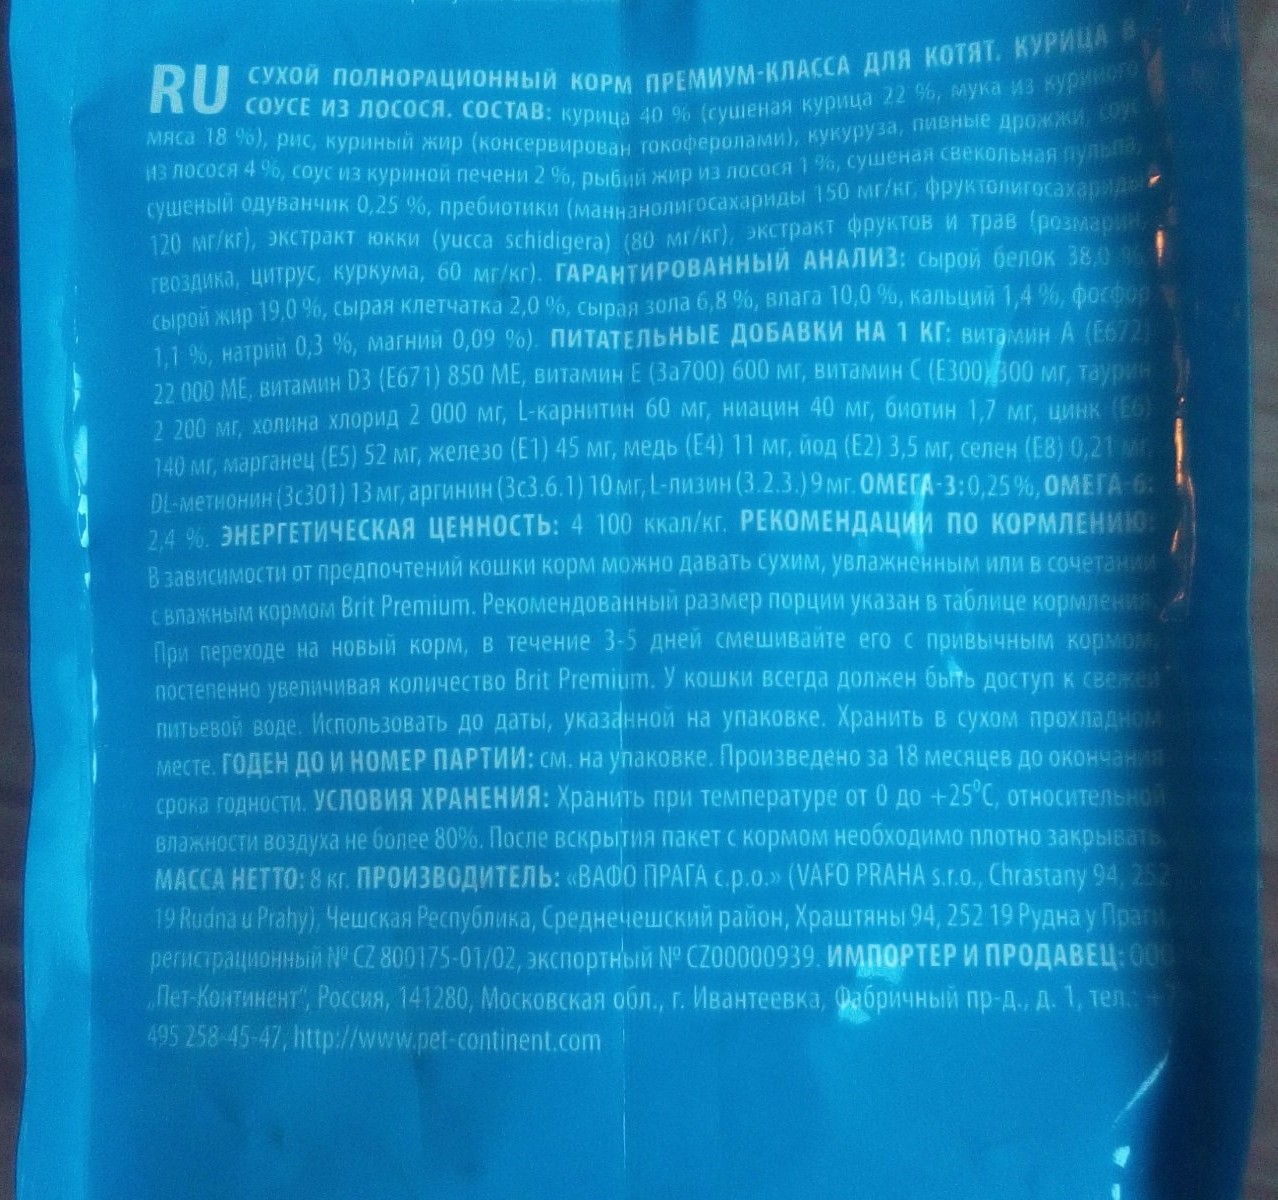 RU СУХОЙ ПОЛНОРАЦИОННЫЙ КОРМ ПРЕМИУМ-КЛАССА ДЛЯ КОТЯТ. КУРИЦА В
СОУСЕ ИЗ ЛОСОСЯ. СОСТАВ: курица 40 % (сушеная курица 22 %, мука из куриного
мяса 18 %), рис, куриный жир (консервирован токоферолами), кукуруза, пивные дрожжи, соус
из лосося 4 %, соус из куриной печени 2 %, рыбий жир из лосося 1 %, сушеная свекольная пульпа,
сушеный одуванчик 0,25 %, пребиотики (маннанолигосахариды 150 мг/кг, фруктолигосахариды
120 мг/кг), экстракт юкки (yucca schidigera) (80 мг/кг), экстракт фруктов и трав (розмарин,
гвоздика, цитрус, куркума, 60 мг/кг). ГАРАНТИРОВАННЫЙ АНАЛИЗ: сырой белок 38,0 %,
сырой жир 19,0 %, сырая клетчатка 2,0 %, сырая зола 6,8 %, влага 10,0 %, кальций 1,4 %, фосфор
1,1 %, натрий 0,3 %, магний 0,09 %). ПИТАТЕЛЬНЫЕ ДОБАВКИ НА 1 КГ: витамин A (E672)
22 000 МЕ, витамин D3 (E671) 850 МЕ, витамин E (3a700) 600 мг, витамин C (E300) 300 мг, таурин
2 200 мг, холина хлорид 2 000 мг, L-карнитин 60 мг, ниацин 40 мг, биотин 1,7 мг, цинк (E6)
140 мг, марганец (E5) 52 мг, железо (E1) 45 мг, медь (E4) 11 мг, йод (E2) 3,5 мг, селен (E8) 0,21 мг,
DL-метионин (3c301) 13 мг, аргинин (3c3.6.1) 10 мг, L-лизин (3.2.3.) 9 мг. ОМЕГА-3: 0,25 %, ОМЕГА-6:
2,4 %. ЭНЕРГЕТИЧЕСКАЯ ЦЕННОСТЬ: 4 100 ккал/кг. РЕКОМЕНДАЦИИ ПО КОРМЛЕНИЮ:
В зависимости от предпочтений кошки корм можно давать сухим, увлажненным или в сочетании
с влажным кормом Brit Premium. Рекомендованный размер порции указан в таблице кормления.
При переходе на новый корм, в течение 3-5 дней смешивайте его с привычным кормом,
постепенно увеличивая количество Brit Premium. У кошки всегда должен быть доступ к свежей
питьевой воде. Использовать до даты, указанной на упаковке. Хранить в сухом прохладном
месте. ГОДЕН ДО И НОМЕР ПАРТИИ: см. на упаковке. Произведено за 18 месяцев до окончания
срока годности. УСЛОВИЯ ХРАНЕНИЯ: Хранить при температуре от 0 до +25°C, относительной
влажности воздуха не более 80%. После вскрытия пакет с кормом необходимо плотно закрывать.
МАССА НЕТТО: 8 кг. ПРОИЗВОДИТЕЛЬ: «ВАФО ПРАГА с.р.о.» (VAFO PRAHA s.r.o., Chrastany 94, 252
19 Rudna u Prahy), Чешская Республика, Среднечешский район, Храштяны 94, 252 19 Рудна у Праги,
регистрационный № CZ 800175-01/02, экспортный № CZ00000939. ИМПОРТЕР И ПРОДАВЕЦ: ООО
„Пет-Континент“, Россия, 141280, Московская обл., г. Ивантеевка, Фабричный пр-д., д. 1, тел.: +7
495 258-45-47, http://www.pet-continent.com